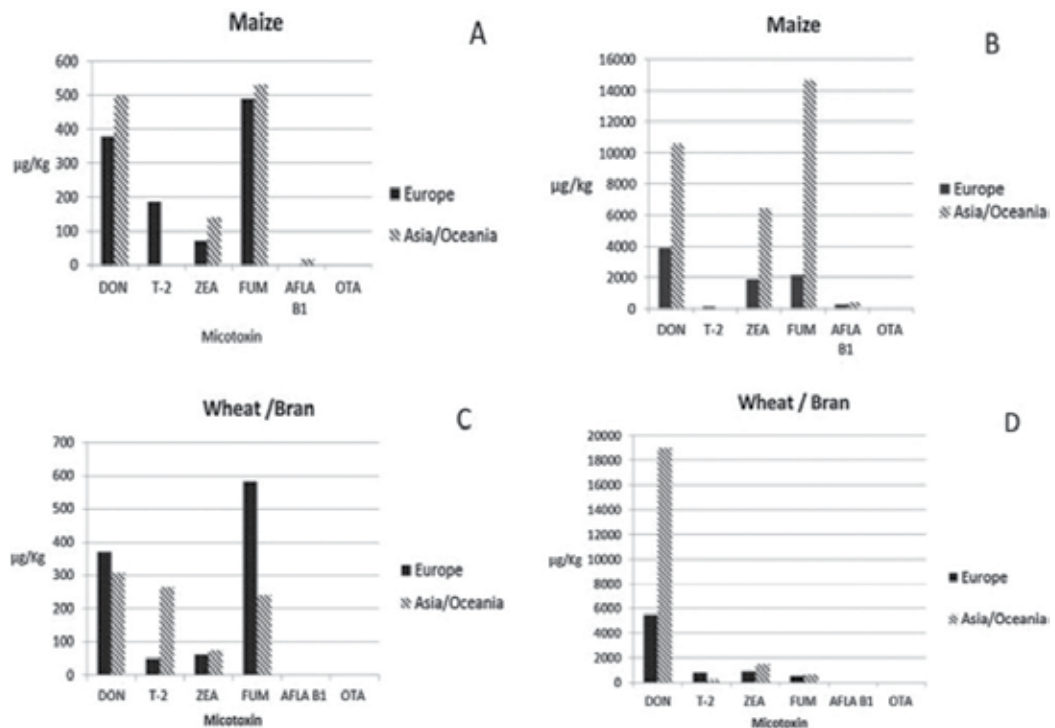 Maize
A
600
500
400
300
200
100
0
µg/Kg
DON T-2 ZEA FUM AFLA B1 OTA
Micotoxin
Europe
Asia/Oceania
Maize
B
16000
14000
12000
10000
8000
6000
4000
2000
0
µg/kg
DON T-2 ZEA FUM AFLA B1 OTA
Europe
Asia/Oceania
Wheat /Bran
C
700
600
500
400
300
200
100
0
µg/Kg
DON T-2 ZEA FUM AFLA B1 OTA
Micotoxin
Europe
Asia/Oceania
Wheat / Bran
D
20000
18000
16000
14000
12000
10000
8000
6000
4000
2000
0
µg/Kg
DON T-2 ZEA FUM AFLA B1 OTA
Micotoxin
Europe
Asia/Oceania